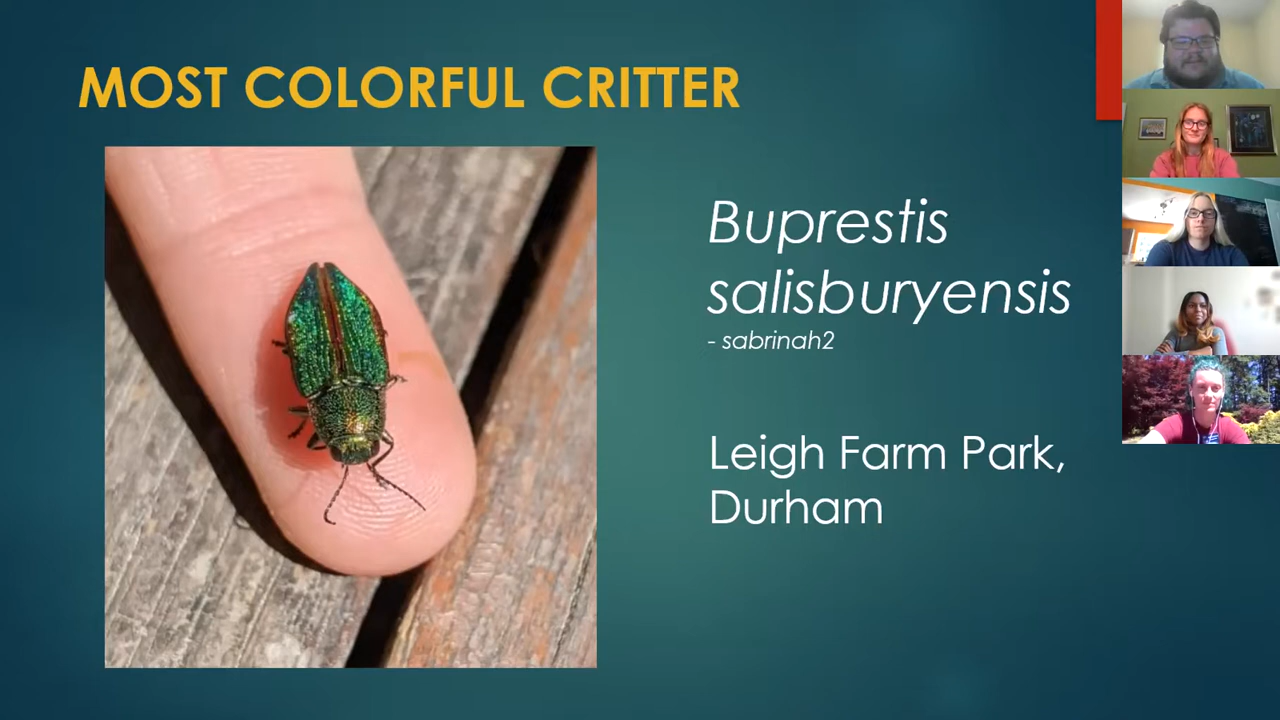 MOST COLORFUL CRITTER
Buprestis
salisburyensis
- sabrinah2
Leigh Farm Park,
Durham